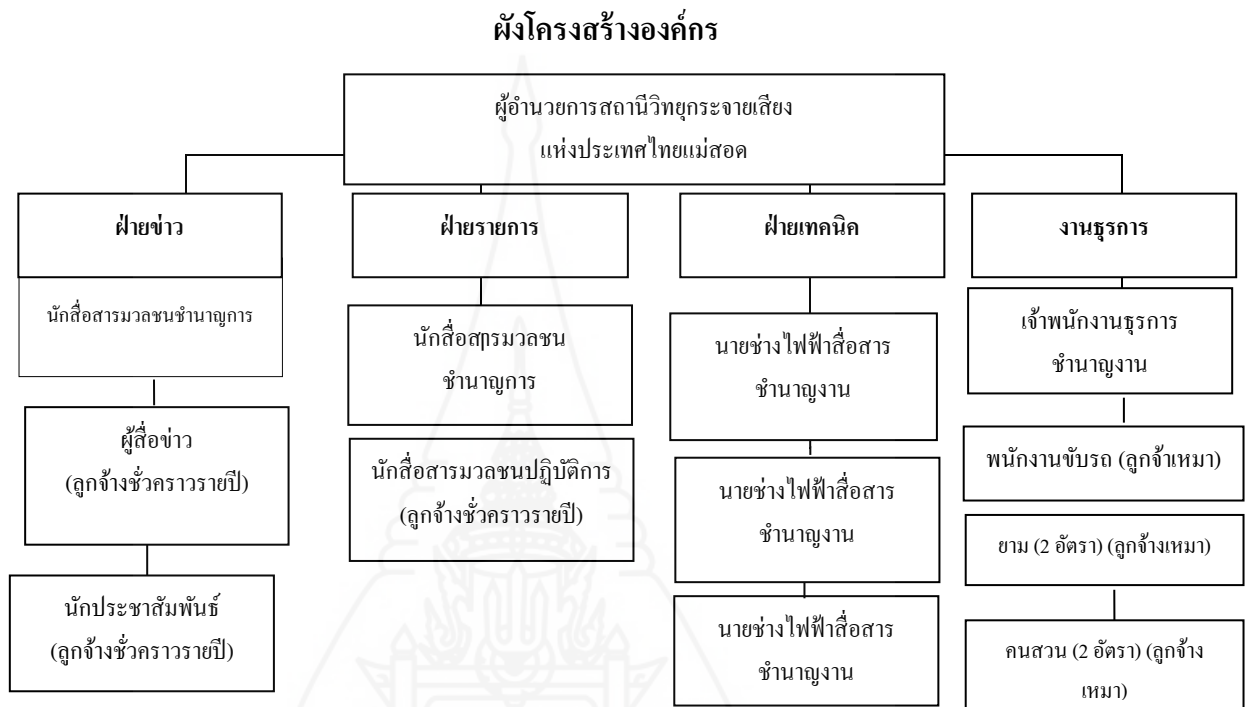 ผังโครงสร้างองค์กร
ผู้อำนวยการสถานีวิทยุกระจายเสียง
แห่งประเทศไทยแม่สอด
ฝ่ายข่าว
นักสื่อสารมวลชนชำนาญการ
ผู้สื่อข่าว
(ลูกจ้างชั่วคราวรายปี)
นักประชาสัมพันธ์
(ลูกจ้างชั่วคราวรายปี)
ฝ่ายรายการ
นักสื่อสารมวลชน
ชำนาญการ
นักสื่อสารมวลชนปฏิบัติการ
(ลูกจ้างชั่วคราวรายปี)
ฝ่ายเทคนิค
นายช่างไฟฟ้าสื่อสาร
ชำนาญงาน
นายช่างไฟฟ้าสื่อสาร
ชำนาญงาน
นายช่างไฟฟ้าสื่อสาร
ชำนาญงาน
งานธุรการ
เจ้าพนักงานธุรการ
ชำนาญงาน
พนักงานขับรถ (ลูกจ้าเหมา)
ยาม (2 อัตรา) (ลูกจ้างเหมา)
คนสวน (2 อัตรา) (ลูกจ้าง
เหมา)